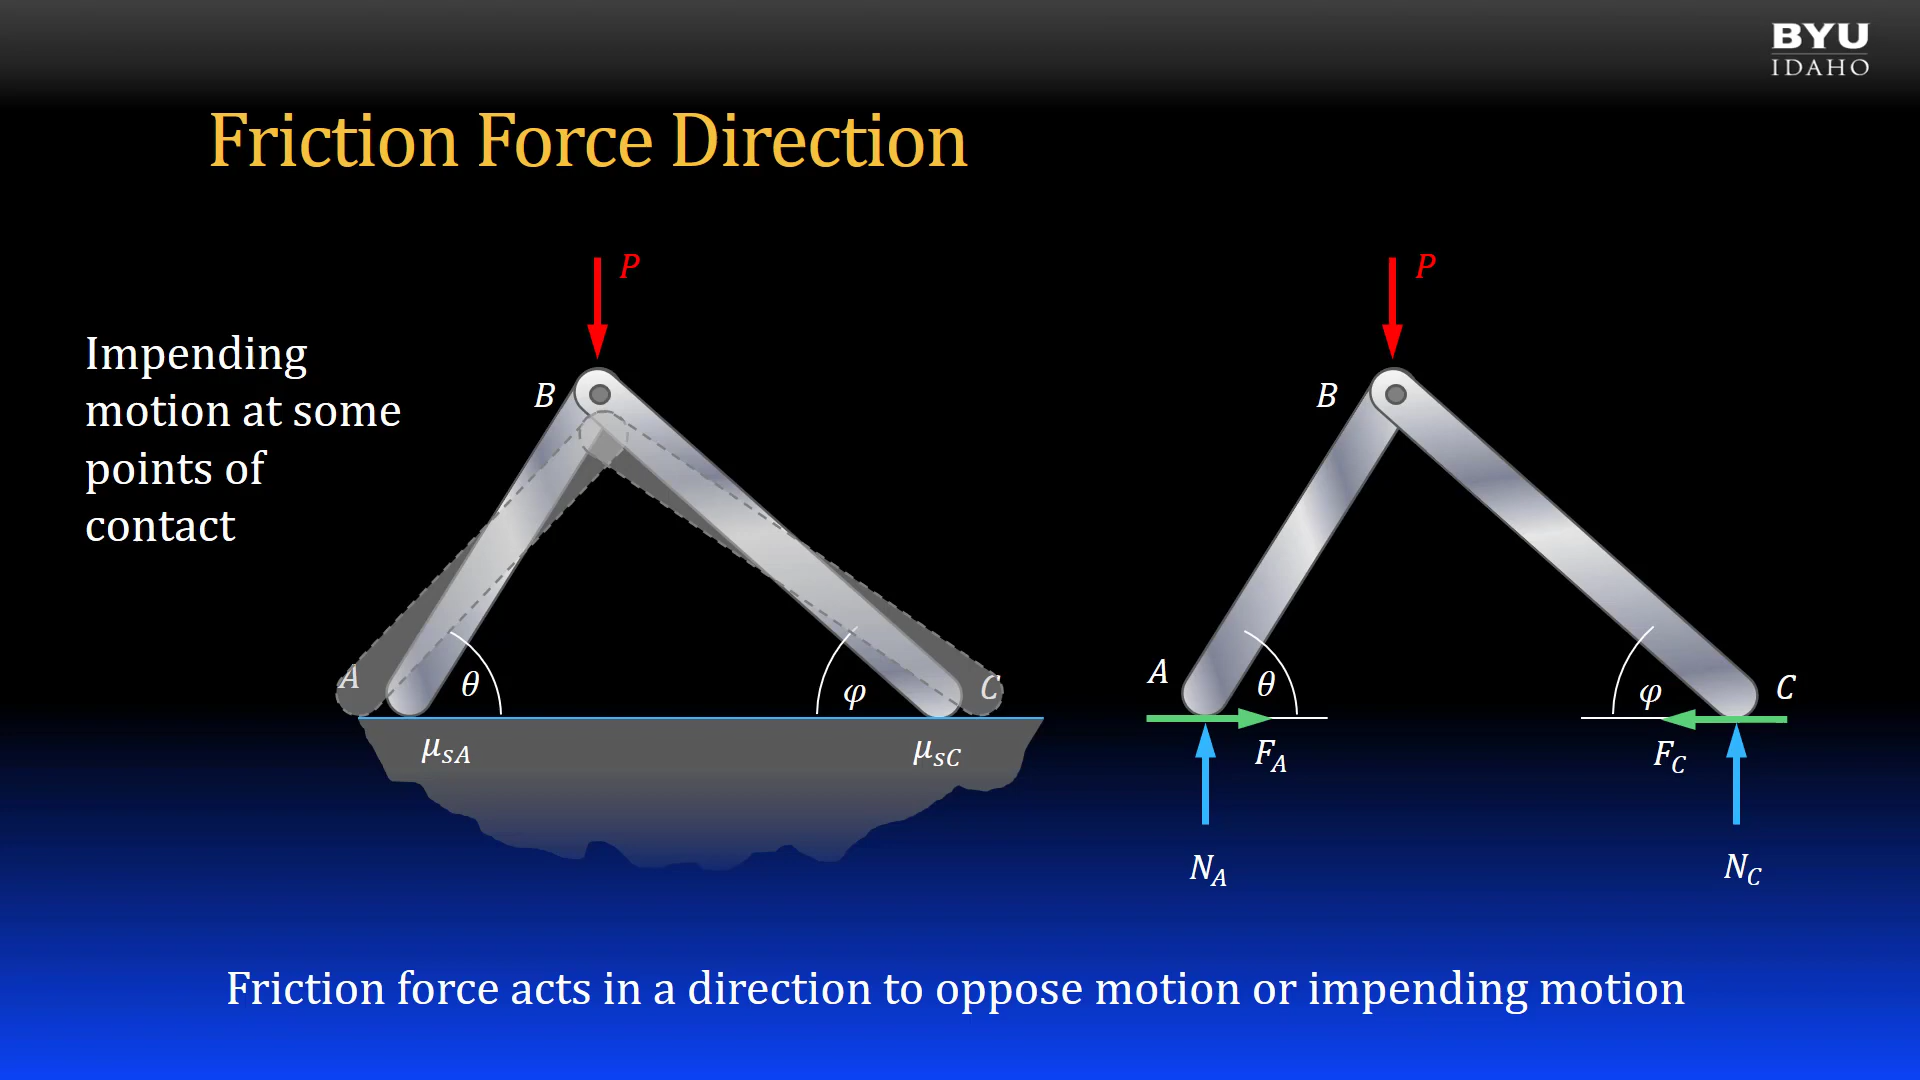 BYU
IDAHO
Friction Force Direction
Impending
motion at some
points of
contact
P
B
A
θ
φ
C
μsA
μsC
P
B
A
θ
φ
C
FA
FC
NA
NC
Friction force acts in a direction to oppose motion or impending motion